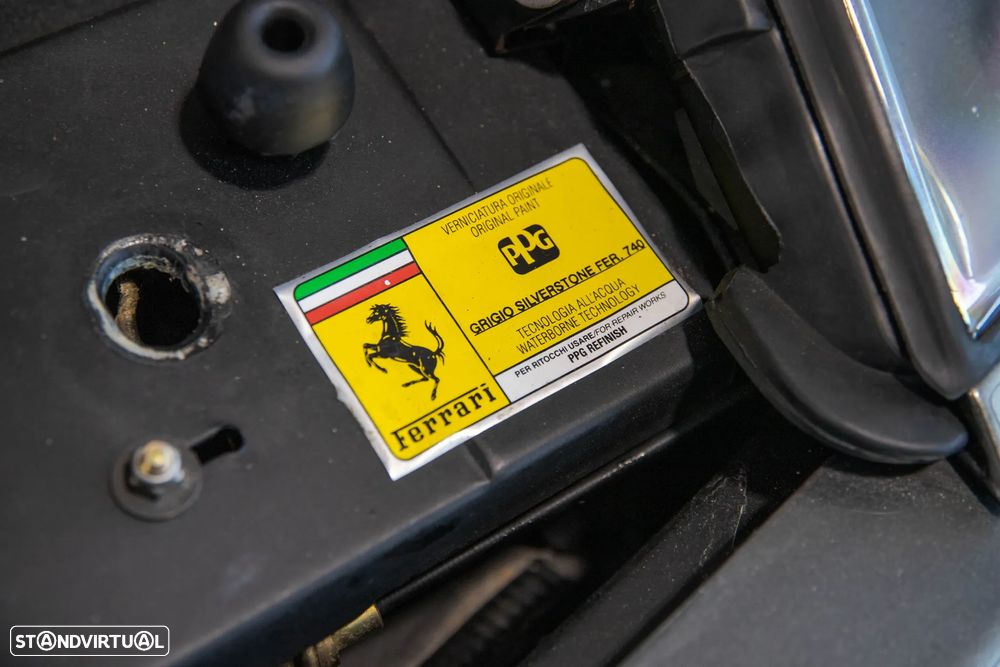 VERNICIATURA ORIGINALE
ORIGINAL PAINT
PPG
GRIGIO SILVERSTONE FER. 740
TECNOLOGIA ALL'ACQUA
WATERBORNE TECHNOLOGY
PER RITOCCHI USARE/FOR REPAIR WORKS
PPG REFINISH
Ferrari
STANDVIRTUAL